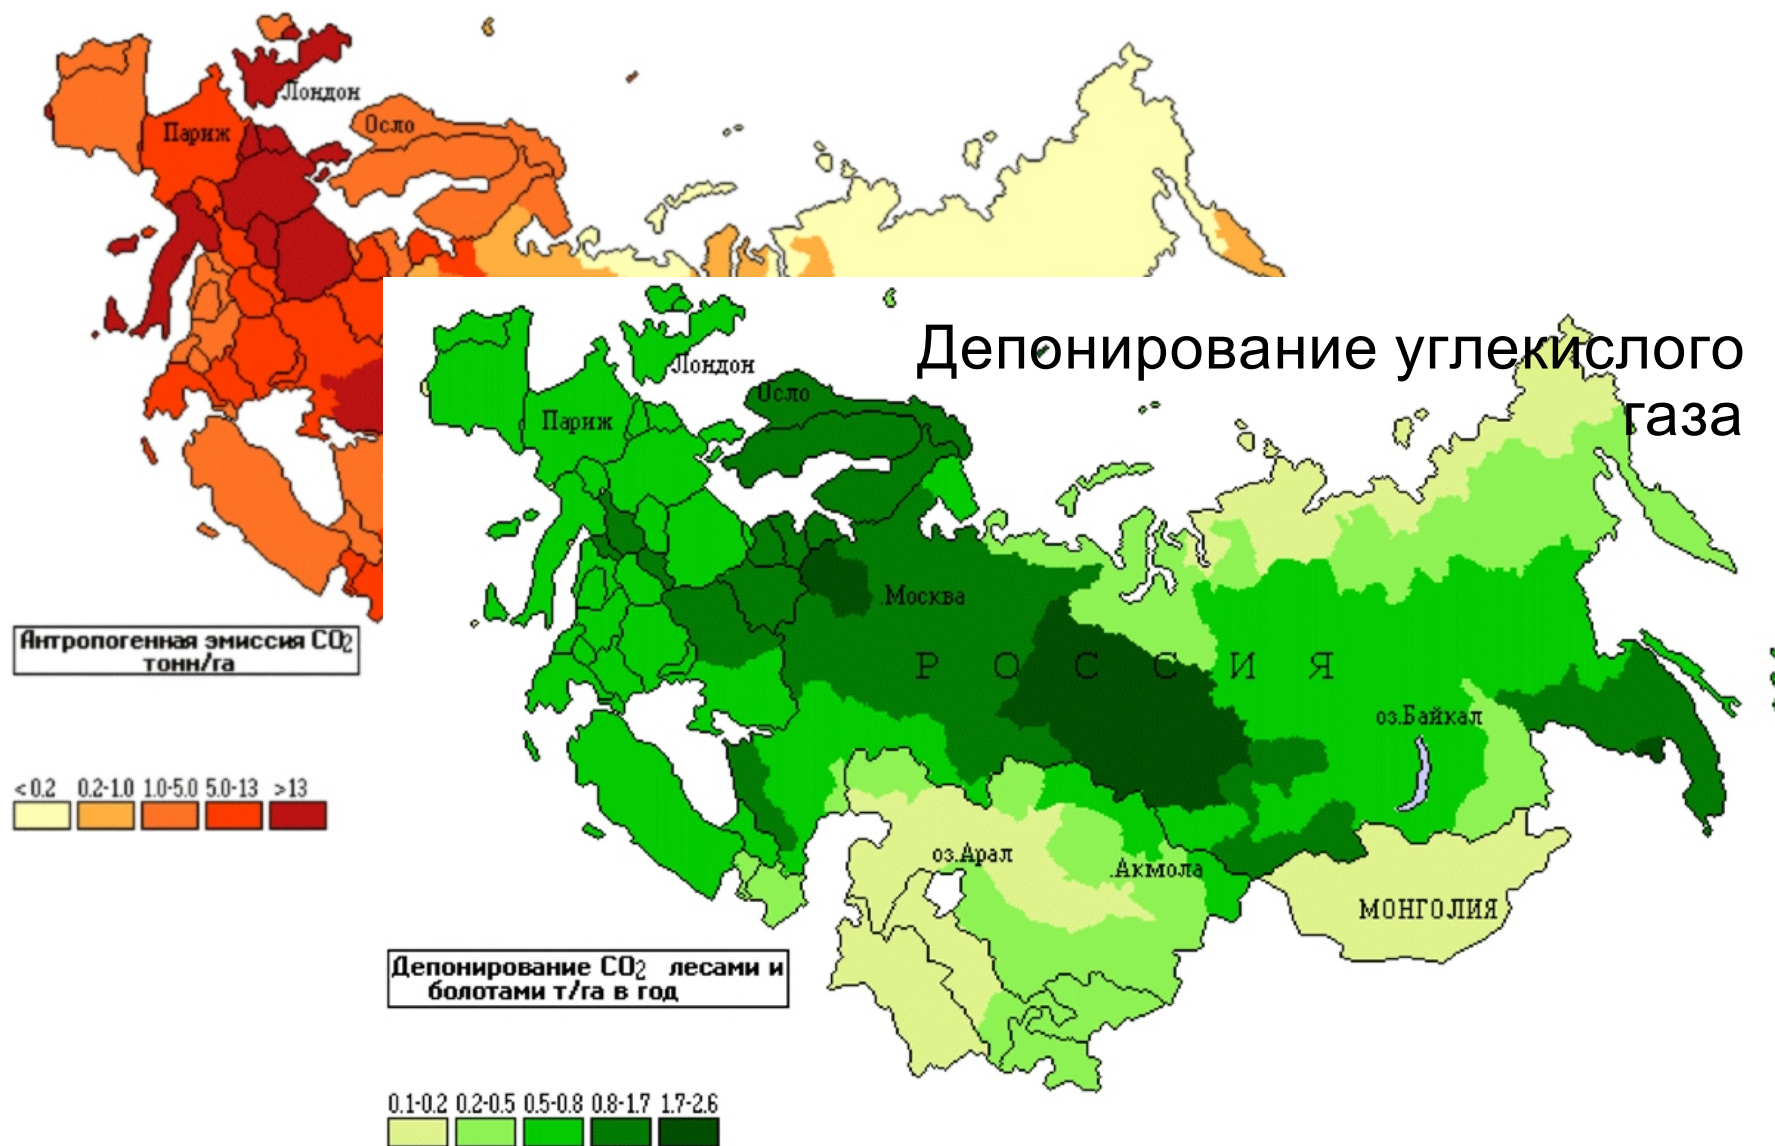 Лондон
Париж
Осло
Антропогенная эмиссия CO2
тонн/га
<0.2 0.2-1.0 1.0-5.0 5.0-13 >13
Депонирование углекислого
газа
Лондон
Осло
Париж
.Москва
РОССИЯ
оз.Байкал
оз.Арал
.Акмола
МОНГОЛИЯ
Депонирование CO2 лесами и
болотами т/га в год
0.1-0.2 0.2-0.5 0.5-0.8 0.8-1.7 1.7-2.6